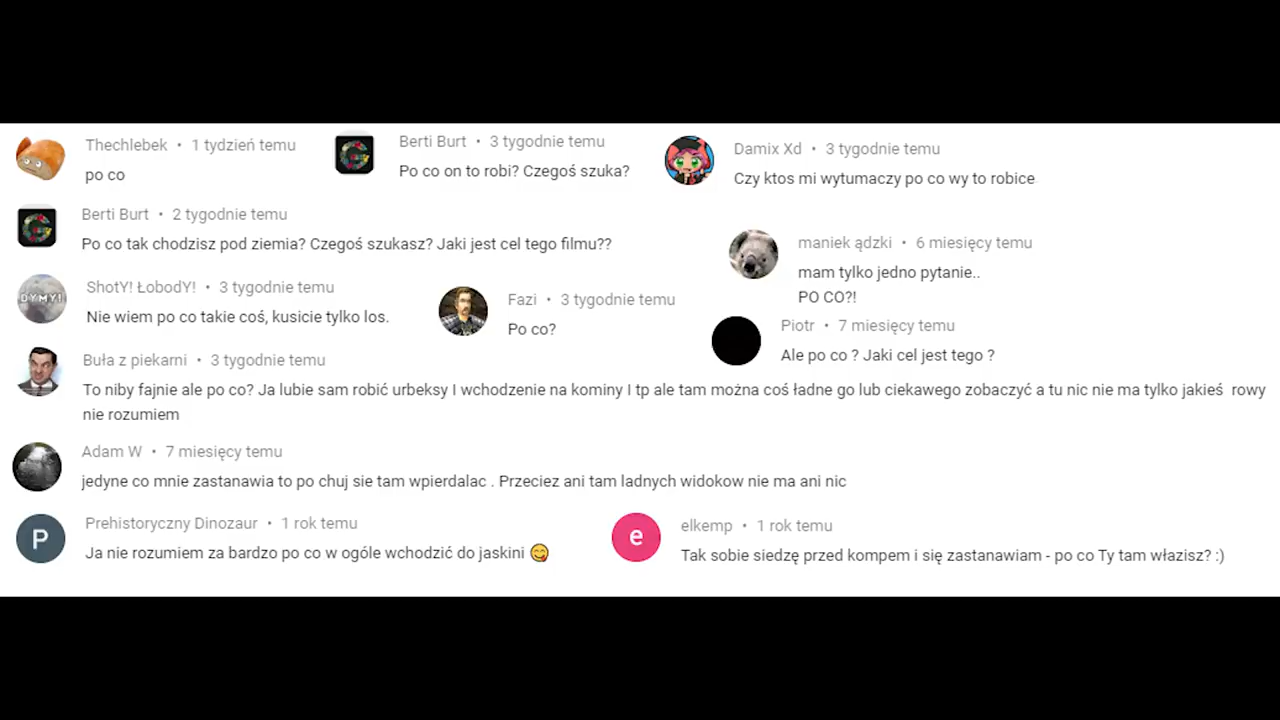 Thechlebek • 1 tydzień temu
po co
Berti Burt • 3 tygodnie temu
Po co on to robi? Czegoś szuka?
Damix Xd • 3 tygodnie temu
Czy ktos mi wytumaczy po co wy to robice
Berti Burt • 2 tygodnie temu
Po co tak chodzisz pod ziemia? Czegoś szukasz? Jaki jest cel tego filmu??
maniek ądzki • 6 miesięcy temu
mam tylko jedno pytanie..
PO CO?!
DYMY!
ShotY! ŁobodY! • 3 tygodnie temu
Nie wiem po co takie coś, kusicie tylko los.
Fazi • 3 tygodnie temu
Po co?
Piotr • 7 miesięcy temu
Ale po co ? Jaki cel jest tego ?
Buła z piekarni • 3 tygodnie temu
To niby fajnie ale po co? Ja lubie sam robić urbeksy I wchodzenie na kominy I tp ale tam można coś ładne go lub ciekawego zobaczyć a tu nic nie ma tylko jakieś rowy
nie rozumiem
Adam W • 7 miesięcy temu
jedyne co mnie zastanawia to po chuj sie tam wpierdalac . Przeciez ani tam ladnych widokow nie ma ani nic
P
Prehistoryczny Dinozaur • 1 rok temu
Ja nie rozumiem za bardzo po co w ogóle wchodzić do jaskini 😋
e
elkemp • 1 rok temu
Tak sobie siedzę przed kompem i się zastanawiam - po co Ty tam włazisz? :)